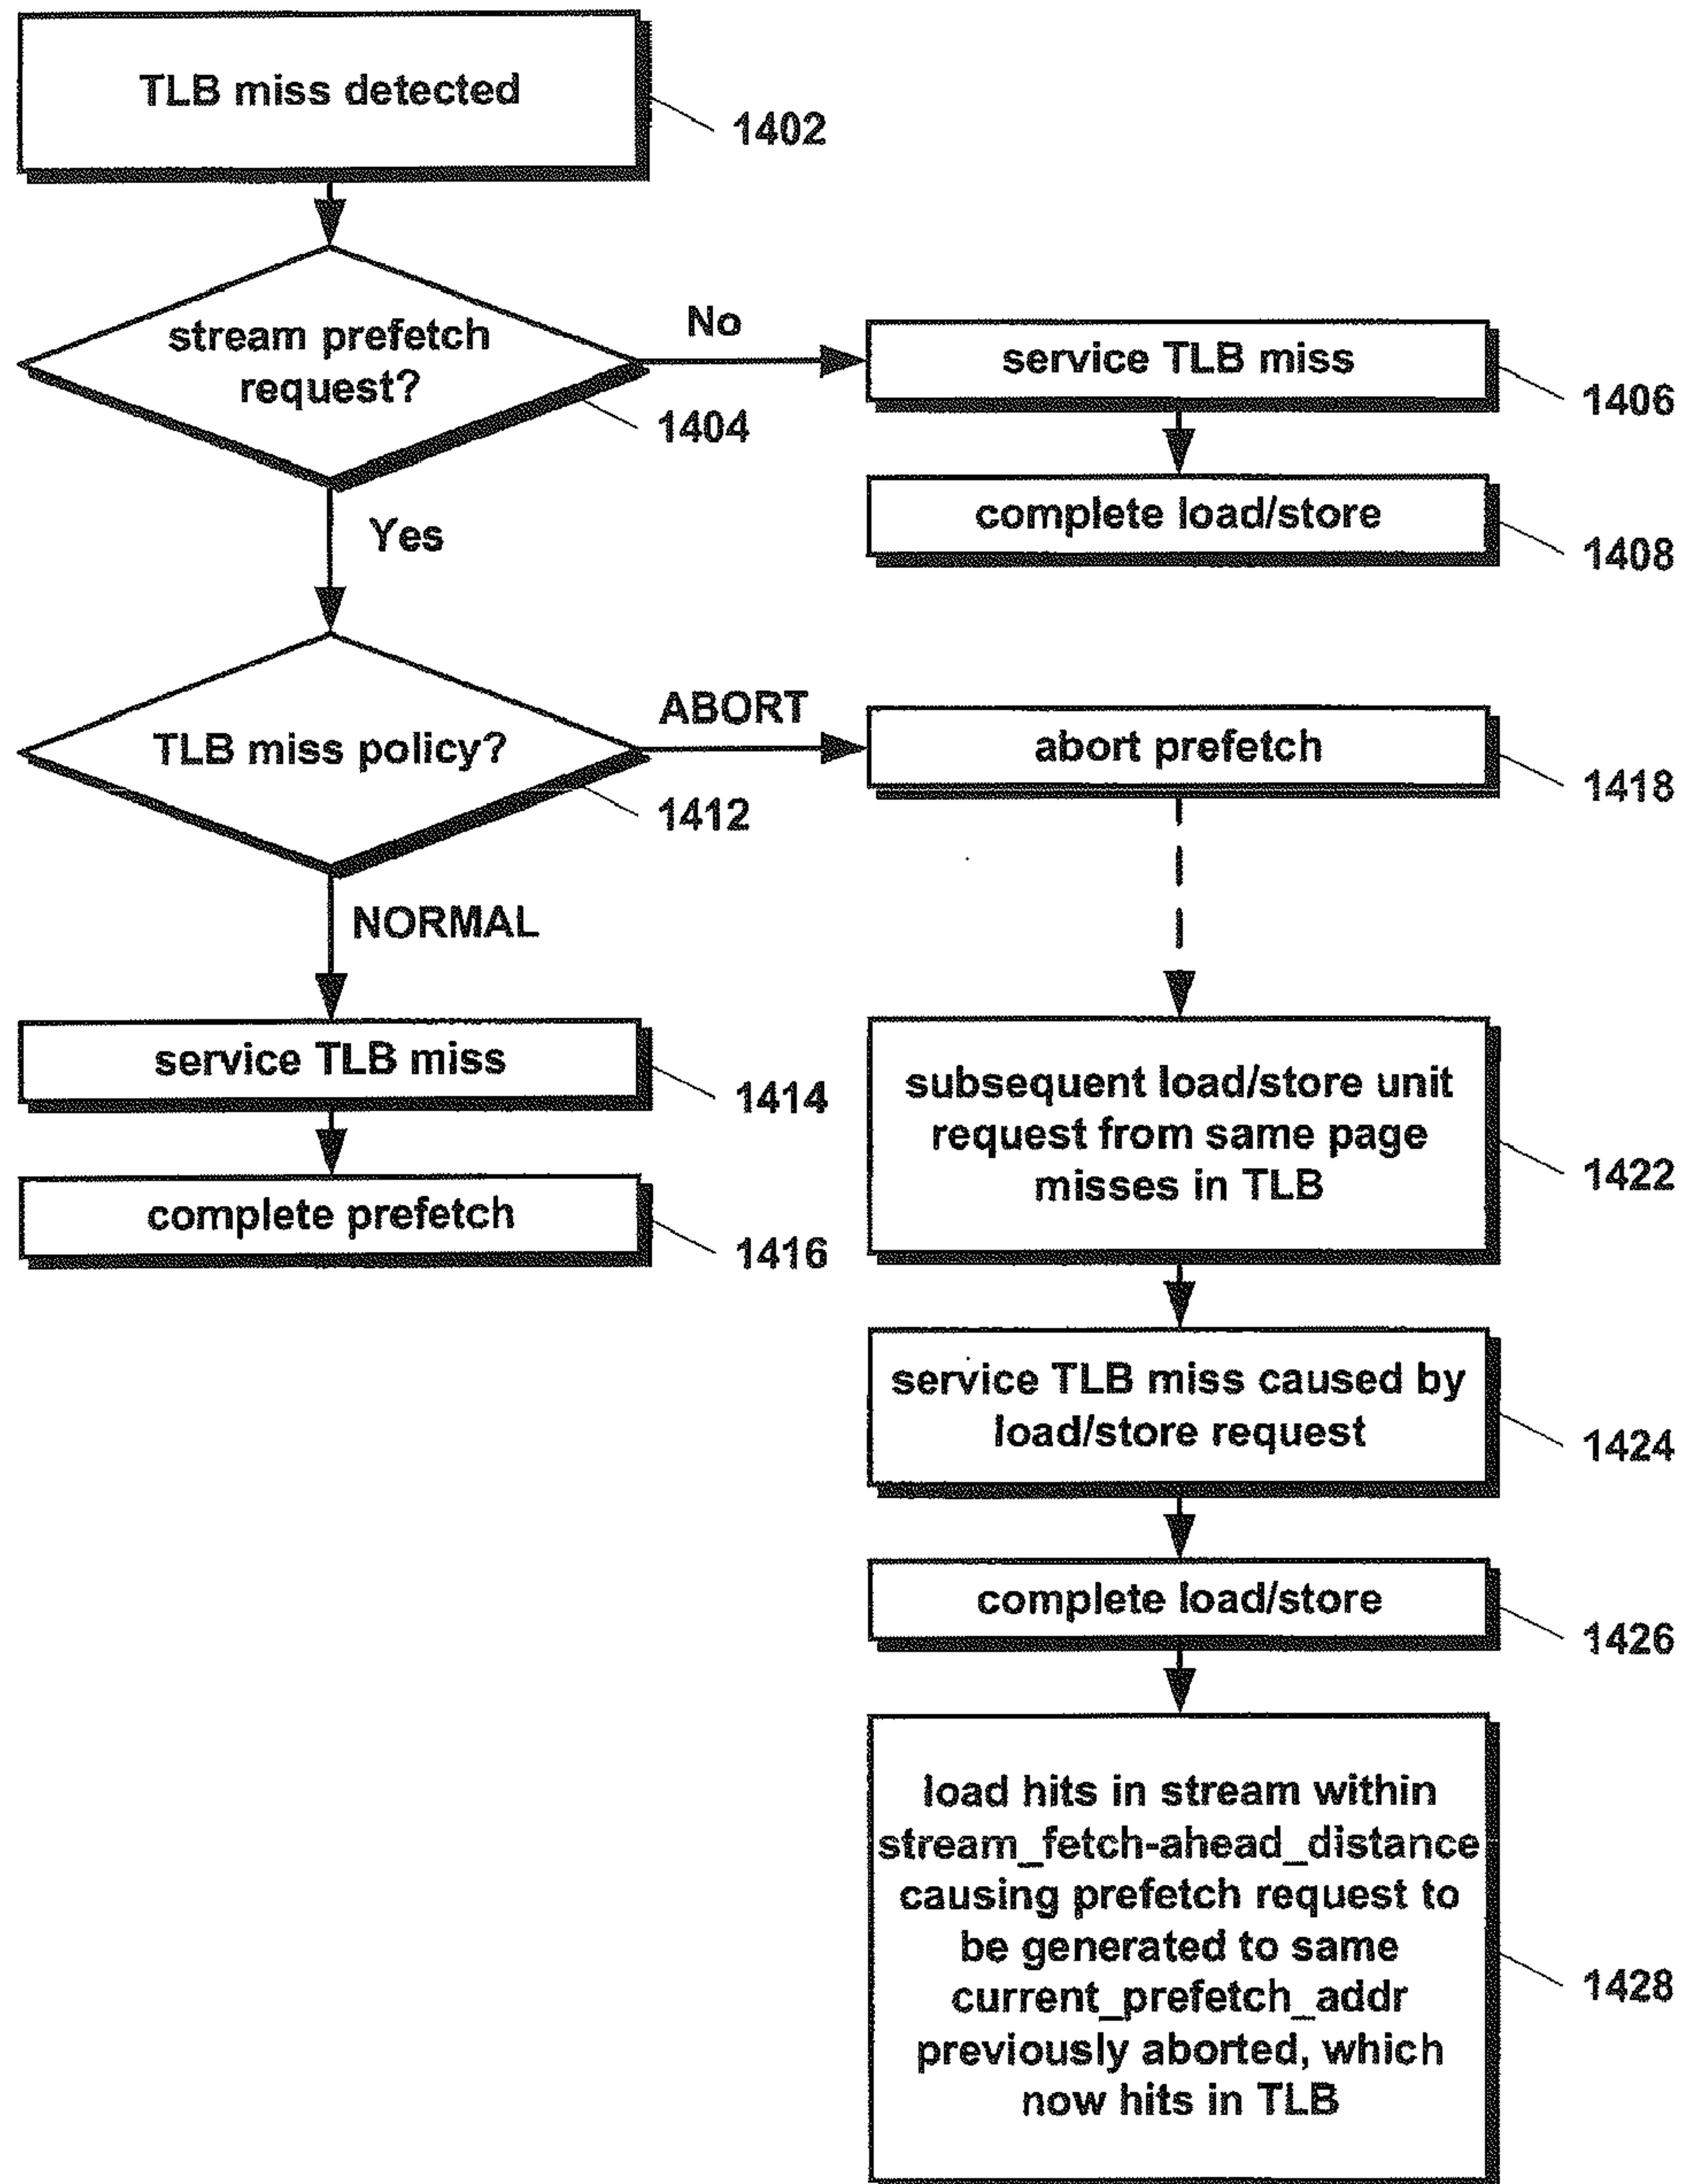 TLB miss detected
1402
stream prefetch
request?
1404
No
service TLB miss
1406
complete load/store
1408
Yes
TLB miss policy?
1412
ABORT
abort prefetch
1418
NORMAL
service TLB miss
1414
complete prefetch
1416
subsequent load/store unit
request from same page
misses in TLB
1422
service TLB miss caused by
load/store request
1424
complete load/store
1426
load hits in stream within
stream_fetch-ahead_distance
causing prefetch request to
be generated to same
current_prefetch_addr
previously aborted, which
now hits in TLB
1428